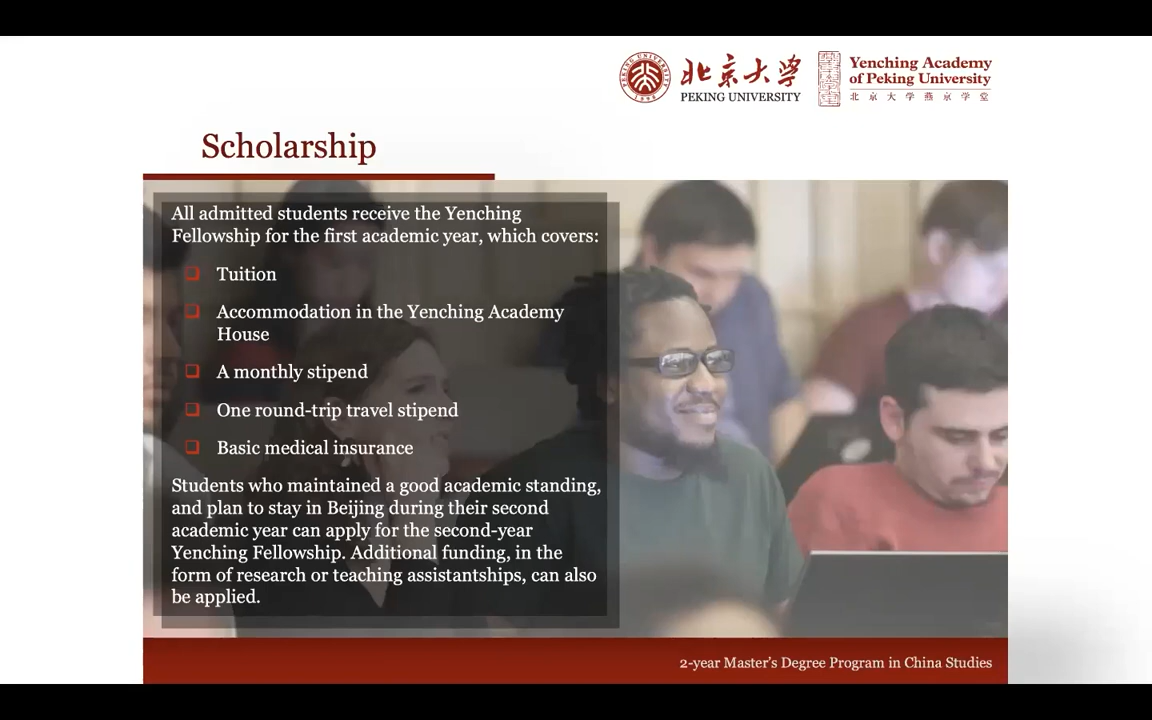 PEKING UNIVERSITY
1898
北京大学
PEKING UNIVERSITY
Yenching Academy
of Peking University
北京大学燕京学堂
Scholarship
All admitted students receive the Yenching
Fellowship for the first academic year, which covers:
Tuition
Accommodation in the Yenching Academy
House
A monthly stipend
One round-trip travel stipend
Basic medical insurance
Students who maintained a good academic standing,
and plan to stay in Beijing during their second
academic year can apply for the second-year
Yenching Fellowship. Additional funding, in the
form of research or teaching assistantships, can also
be applied.
2-year Master's Degree Program in China Studies